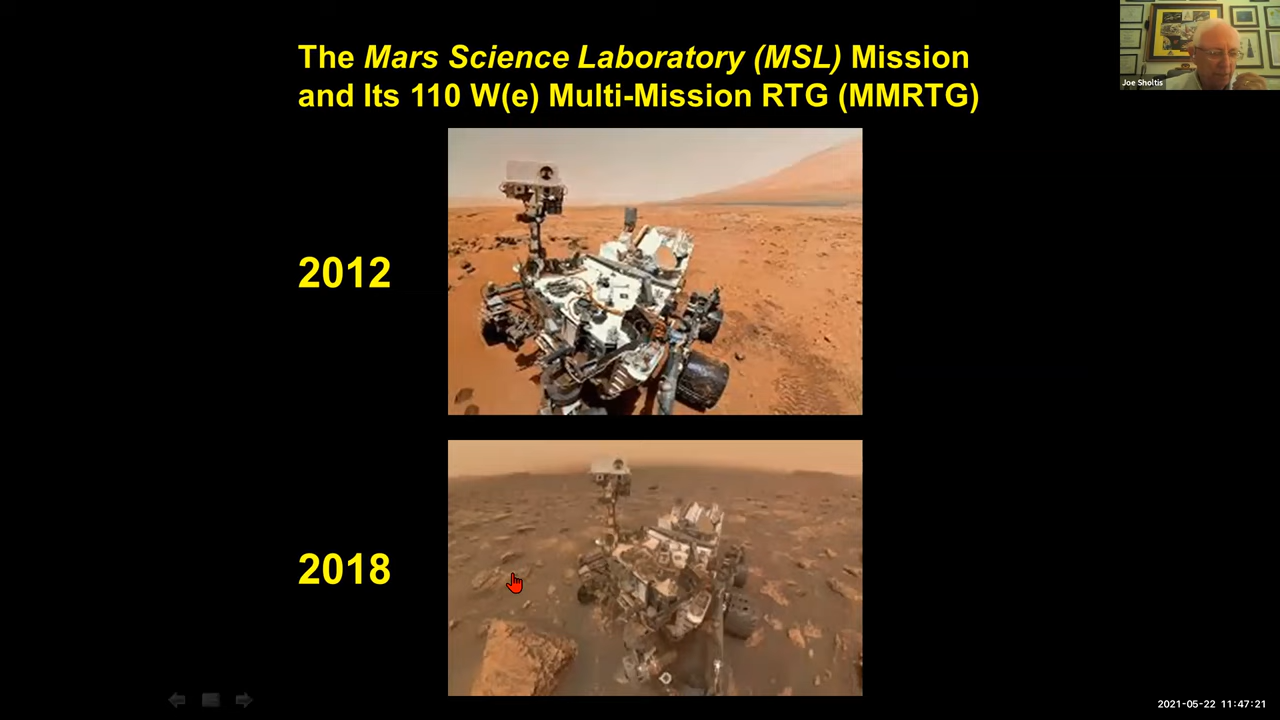 The Mars Science Laboratory (MSL) Mission
and Its 110 W(e) Multi-Mission RTG (MMRTG)
Joe Sholtis
2012
2018
2021-05-22 11:47:21